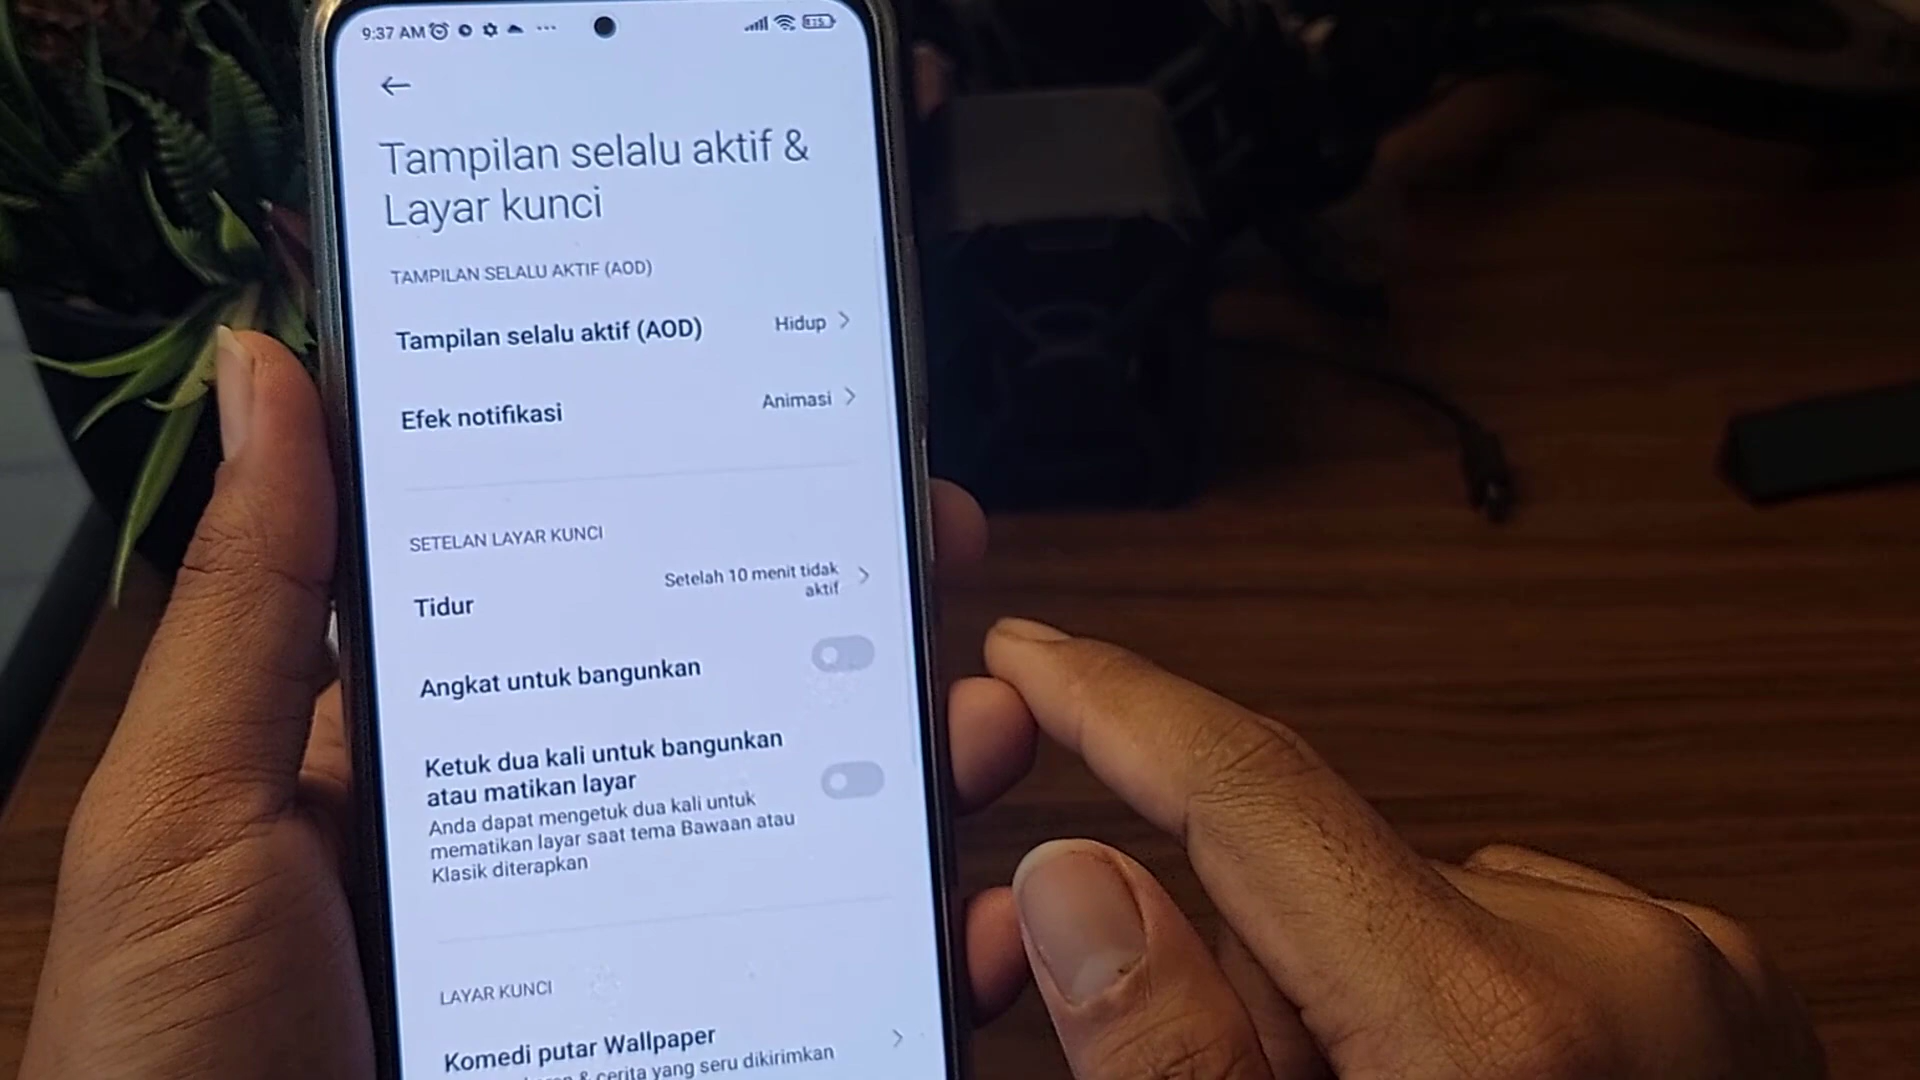 9:37 AM
←
Tampilan selalu aktif &
Layar kunci
TAMPILAN SELALU AKTIF (AOD)
Tampilan selalu aktif (AOD) Hidup
Efek notifikasi Animasi
SETELAN LAYAR KUNCI
Tidur Setelah 10 menit tidak
aktif
Angkat untuk bangunkan
Ketuk dua kali untuk bangunkan
atau matikan layar
Anda dapat mengetuk dua kali untuk
mematikan layar saat tema Bawaan atau
Klasik diterapkan
LAYAR KUNCI
Komedi putar Wallpaper
& cerita yang seru dikirimkan